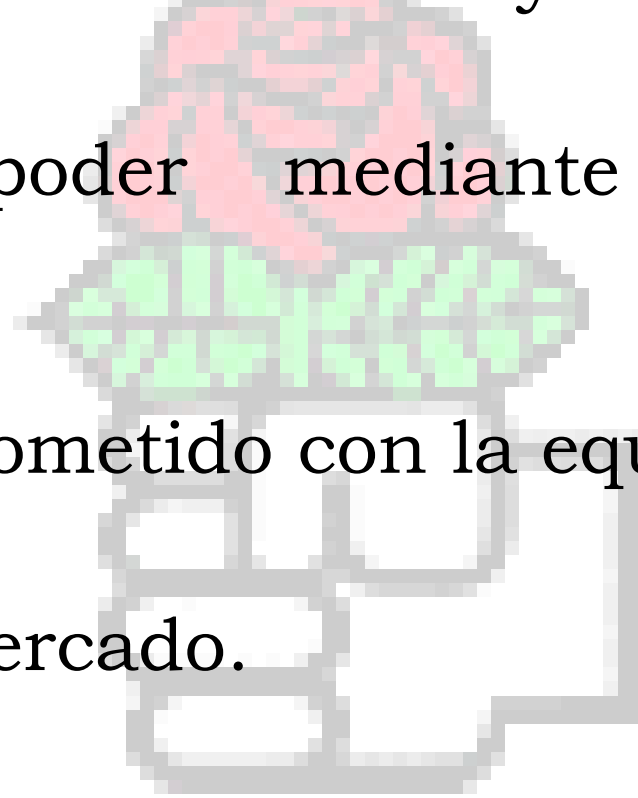 y
poder mediante
ometido con la equ
ercado.